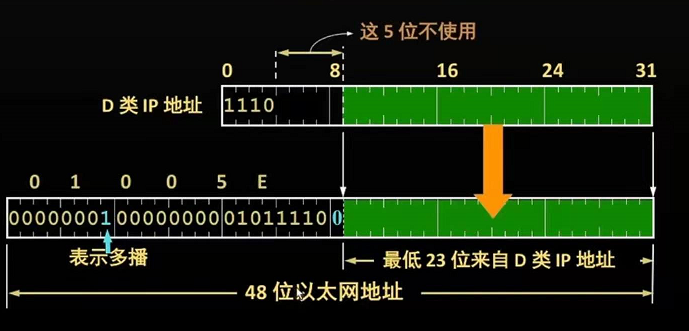 这 5 位不使用
0 8 16 24 31
D 类 IP 地址 1110
0 1 0 0 5 E
000000010000000001011110 0
表示多播
最低 23 位来自 D 类 IP 地址
48 位以太网地址